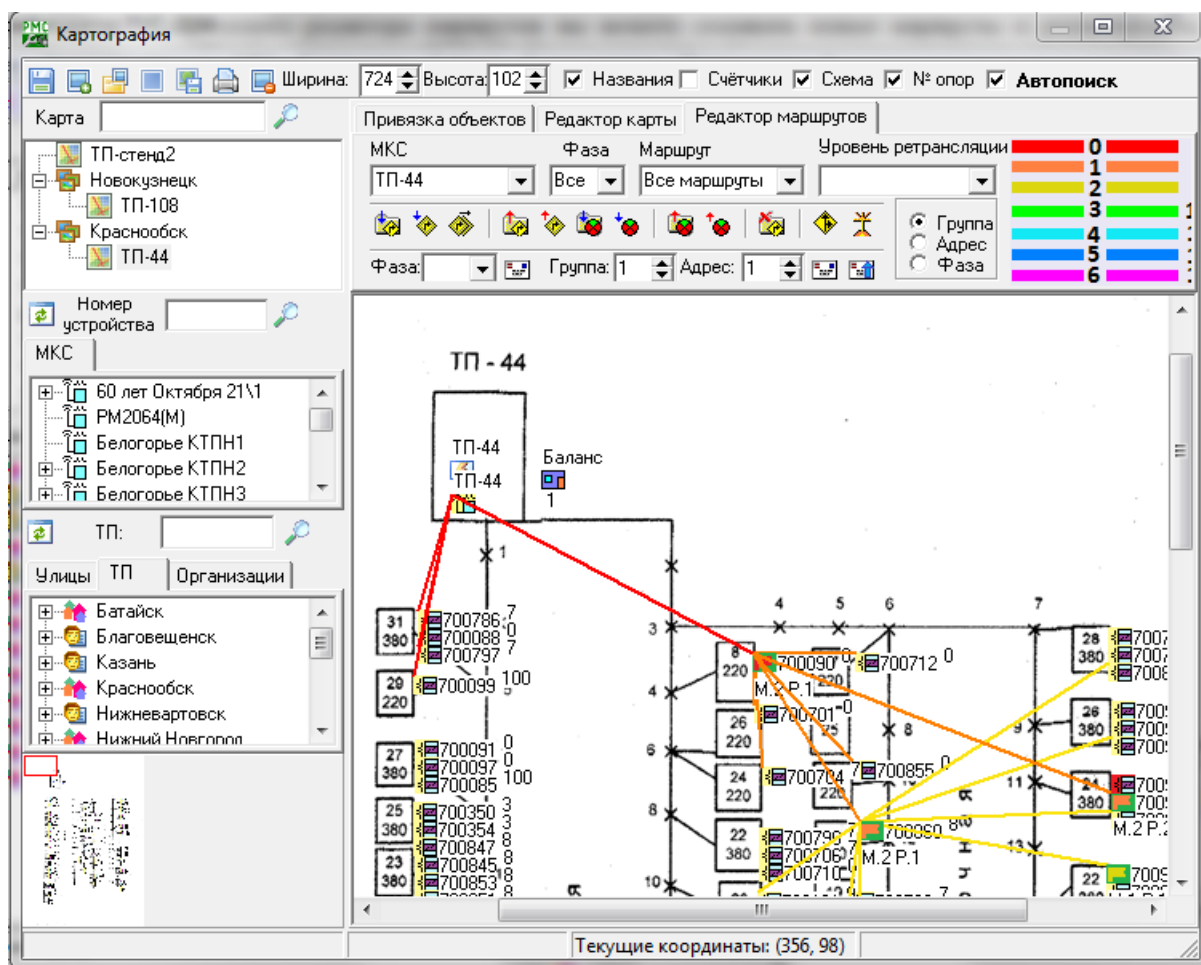 РМС
Картография
Ширина: 724 Высота: 102 Названия Счётчики Схема № опор Автопоиск
Карта
ТП-стенд2
Новокузнецк
ТП-108
Краснообск
ТП-44
Номер устройства
МКС
60 лет Октября 21\1
РМ2064(М)
Белогорье КТПН1
Белогорье КТПН2
Белогорье КТПН3
ТП:
Улицы ТП Организации
Батайск
Благовещенск
Казань
Краснообск
Нижневартовск
Нижний Новгород
Привязка объектов Редактор карты Редактор маршрутов
МКС Фаза Маршрут Уровень ретрансляции
ТП-44 Все Все маршруты
0
1
2
3
4
5
6
Группа
Адрес
Фаза
Фаза: Группа: 1 Адрес: 1
ТП - 44
ТП-44
ТП-44
Баланс
1
1
3
4 5 6 7
31 380
700786 7
700088 0
700797 7
29 220
700099 100
27 380
700091 0
700097 0
700085 100
25 380
700350 3
700354 3
700847 8
23 380
700845 8
700853 8
8 220
700090 0
М.2 Р.1
700712 0
4
26 220
700701 0
25
8
6
24 220
700704
700855 0
220
8
22 380
700790
700706
700710
М.2 Р.1
10
28 380
9
26 380
11
380
М.2 Р.2
13
22
Текущие координаты: (356, 98)